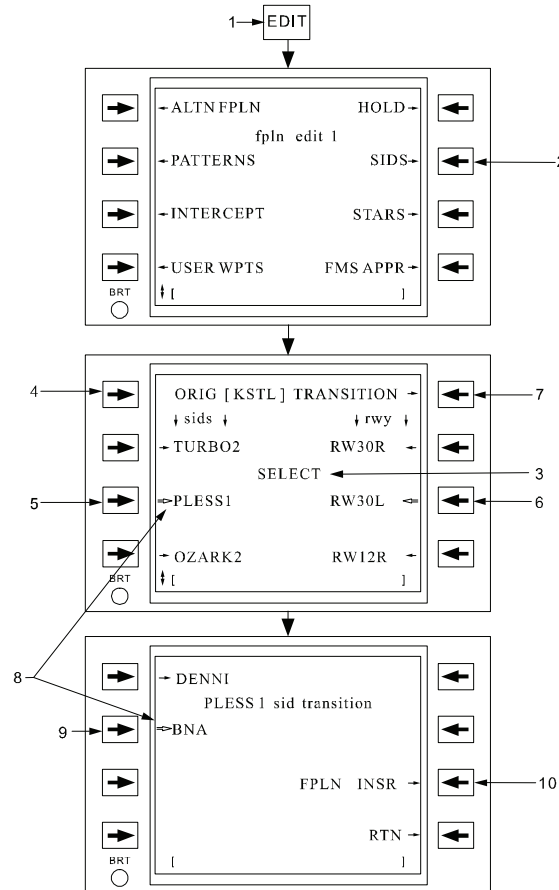 1 EDIT
ALTN FPLN HOLD
fpln edit 1
PATTERNS SIDS 2
INTERCEPT STARS
USER WPTS FMS APPR
BRT [ ]
4 ORIG [ KSTL ] TRANSITION 7
sids rwy
TURBO2 RW30R
SELECT 3
5 PLESS1 RW30L 6
OZARK2 RW12R
BRT [ ]
8 DENNI
PLESS 1 sid transition
9 BNA
FPLN INSR 10
RTN
BRT [ ]